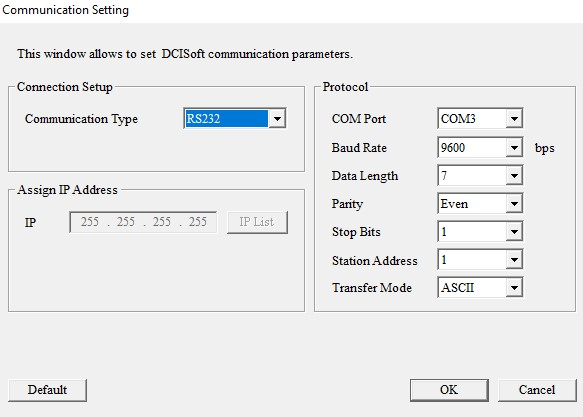 Communication Setting
This window allows to set DCISoft communication parameters.
Connection Setup
Communication Type RS232
Assign IP Address
IP 255 . 255 . 255 . 255 IP List
Protocol
COM Port COM3
Baud Rate 9600 bps
Data Length 7
Parity Even
Stop Bits 1
Station Address 1
Transfer Mode ASCII
Default OK Cancel